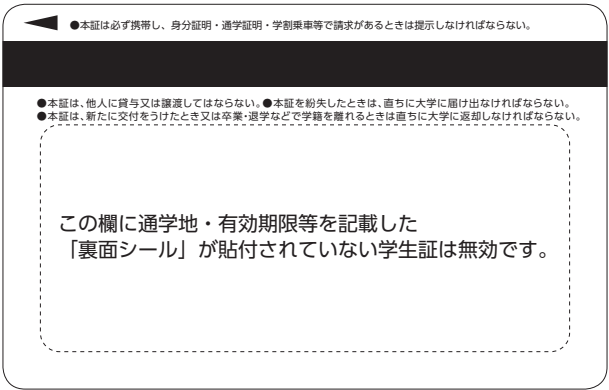 ●本証は必ず携帯し、身分証明・通学証明・学割乗車等で請求があるときは提示しなければならない。
●本証は、他人に貸与又は譲渡してはならない。●本証を紛失したときは、直ちに大学に届け出なければならない。
●本証は、新たに交付をうけたとき又は卒業・退学などで学籍を離れるときは直ちに大学に返却しなければならない。
この欄に通学地・有効期限等を記載した
「裏面シール」が貼付されていない学生証は無効です。